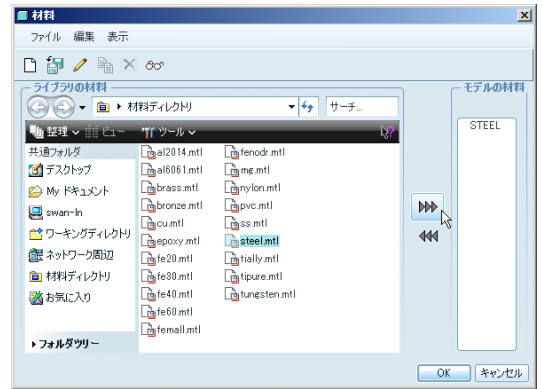 材料
ファイル 編集 表示
ライブラリの材料
モデルの材料
材料ディレクトリ
サーチ...
整理 ビュー ツール
共通フォルダ
デスクトップ
My ドキュメント
swan-ln
ワーキングディレクトリ
ネットワーク周辺
材料ディレクトリ
お気に入り
フォルダツリー
al2014.mtl
al6061.mtl
brass.mtl
bronze.mtl
cu.mtl
epoxy.mtl
fe20.mtl
fe30.mtl
fe40.mtl
fe60.mtl
femall.mtl
fenodr.mtl
mg.mtl
nylon.mtl
pvc.mtl
ss.mtl
steel.mtl
tially.mtl
tipure.mtl
tungsten.mtl
STEEL
OK
キャンセル